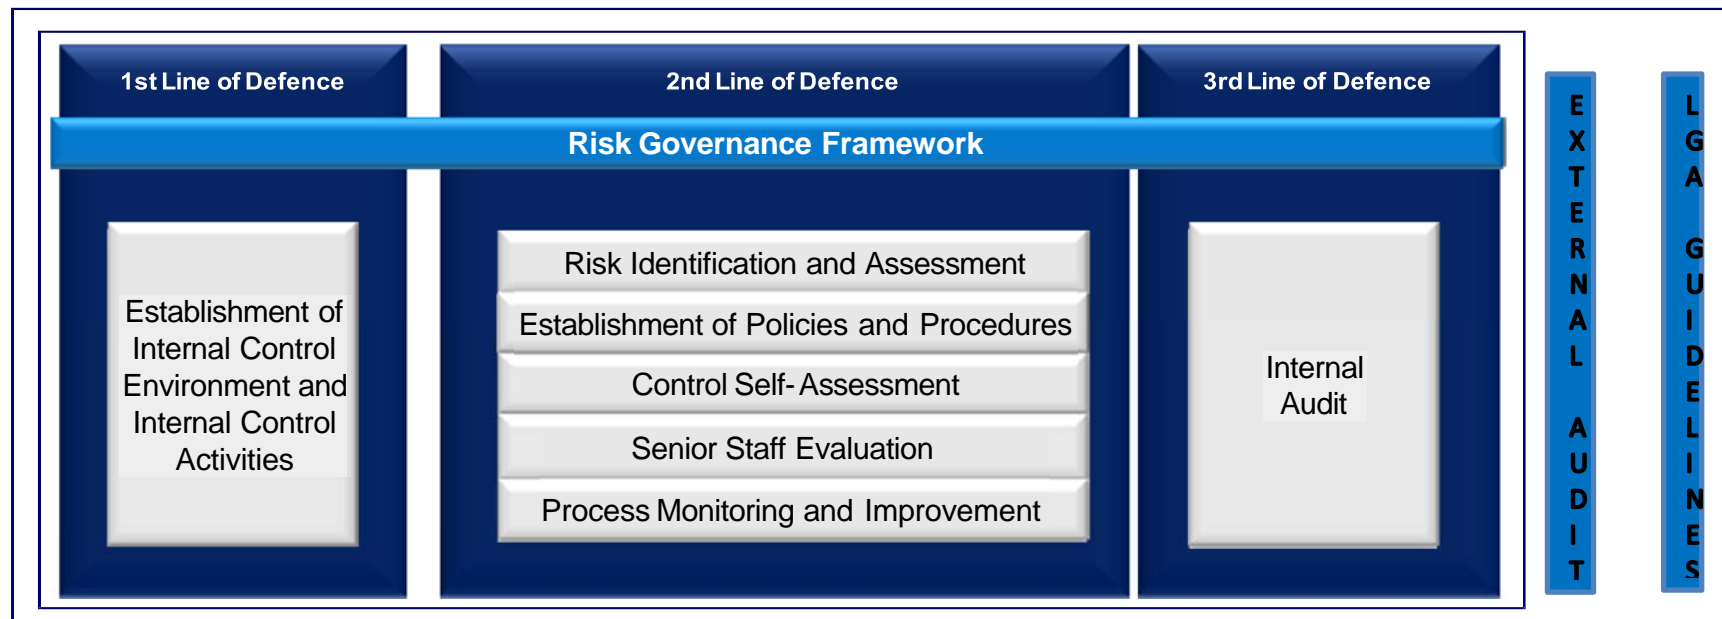 1st Line of Defence
2nd Line of Defence
3rd Line of Defence
Risk Governance Framework
Establishment of
Internal Control
Environment and
Internal Control
Activities
Risk Identification and Assessment
Establishment of Policies and Procedures
Control Self-Assessment
Senior Staff Evaluation
Process Monitoring and Improvement
Internal
Audit
EXTERNAL AUDIT
LGA GUIDELINES